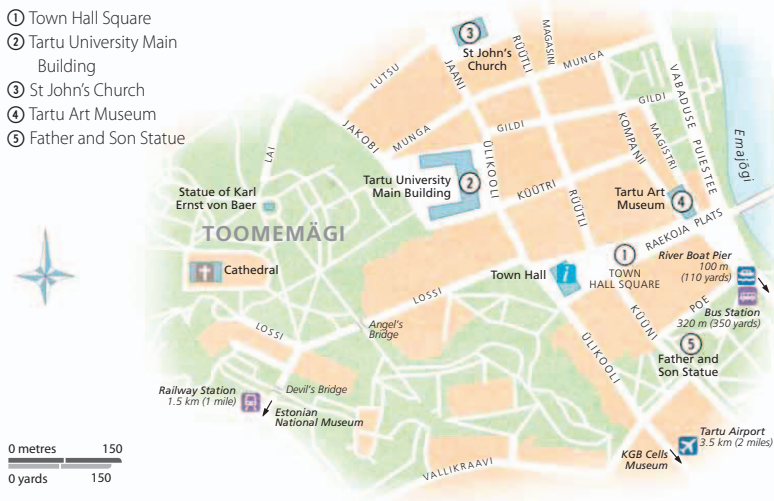 ① Town Hall Square
② Tartu University Main
Building
③ St John's Church
④ Tartu Art Museum
⑤ Father and Son Statue
③
St John's
Church
LUTSU
JAANI
RÜÜTLI
MAGASINI
MUNGA
JAKOBI
MUNGA
GILDI
GILDI
VABADUSE PUIESTEE
Emajõgi
LAI
ÜLIKOOLI
KOMPANII
MAGISTRI
Tartu University
Main Building
②
KÜÜTRI
RÜÜTLI
Tartu Art
Museum
④
Statue of Karl
Ernst von Baer
TOOMEMÄGI
RAEKOJA PLATS
Cathedral
Town Hall
i
①
TOWN
HALL SQUARE
River Boat Pier
100 m
(110 yards)
Bus Station
320 m (350 yards)
LOSSI
POE
LOSSI
Angel's
Bridge
ÜLIKOOLI
KÜÜNI
⑤
Father and
Son Statue
Railway Station
1.5 km (1 mile)
Devil's Bridge
Estonian
National Museum
Tartu Airport
3.5 km (2 miles)
KGB Cells
Museum
VALLIKRAAVI
0 metres 150
0 yards 150